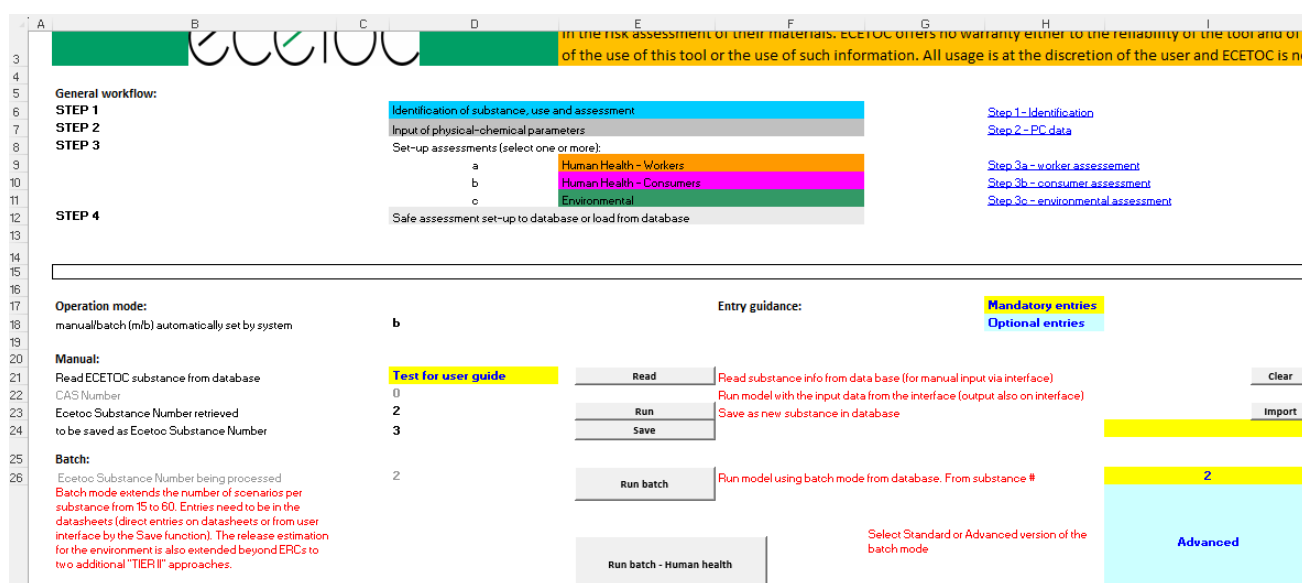 A B C D E F G H I
ecetoc
in the risk assessment of their materials. ECETOC offers no warranty either to the reliability of the tool and of
3 of the use of this tool or the use of such information. All usage is at the discretion of the user and ECETOC is n
4
5 General workflow:
6 STEP 1 Identification of substance, use and assessment Step 1 - Identification
7 STEP 2 Input of physical-chemical parameters Step 2 - PC data
8 STEP 3 Set-up assessments (select one or more):
9 a Human Health - Workers Step 3a - worker assessement
10 b Human Health - Consumers Step 3b - consumer assessment
11 c Environmental Step 3c - environmental assessment
12 STEP 4 Safe assessment set-up to database or load from database
13
14
15
16
17 Operation mode: Entry guidance: Mandatory entries
18 manual/batch (m/b) automatically set by system b Optional entries
19
20 Manual:
21 Read ECETOC substance from database Test for user guide Read Read substance info from data base (for manual input via interface) Clear
22 CAS Number 0 Run model with the input data from the interface (output also on interface)
23 Ecetoc Substance Number retrieved 2 Run Save as new substance in database Import
24 to be saved as Ecetoc Substance Number 3 Save
25 Batch:
26 Ecetoc Substance Number being processed 2 Run batch Run model using batch mode from database. From substance # 2
Batch mode extends the number of scenarios per
substance from 15 to 60. Entries need to be in the
datasheets (direct entries on datasheets or from user
interface by the Save function). The release estimation
for the environment is also extended beyond ERCs to
two additional "TIER II" approaches.
Run batch - Human health
Select Standard or Advanced version of the
batch mode
Advanced